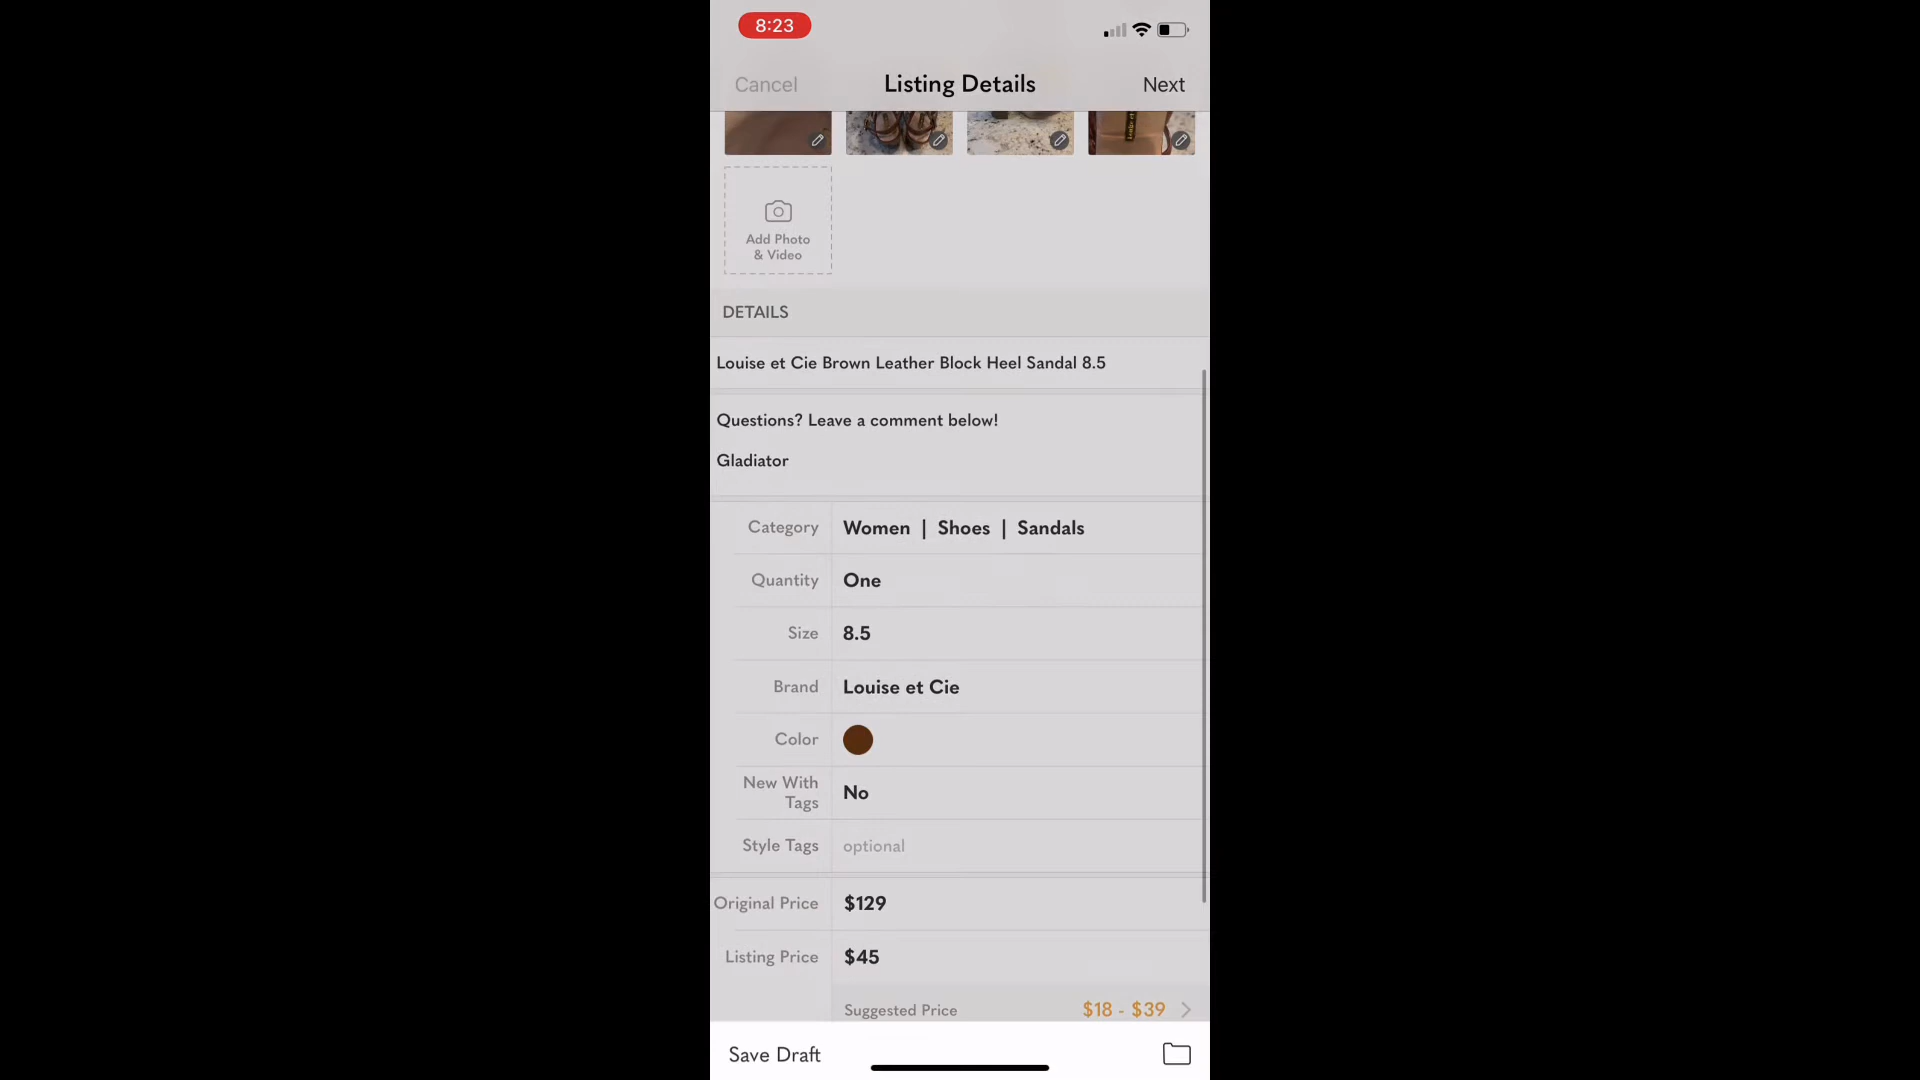 8:23
Cancel
Listing Details
Next
Add Photo
& Video
DETAILS
Louise et Cie Brown Leather Block Heel Sandal 8.5
Questions? Leave a comment below!
Gladiator
Category Women | Shoes | Sandals
Quantity One
Size 8.5
Brand Louise et Cie
Color
New With
Tags
No
Style Tags optional
Original Price $129
Listing Price $45
Suggested Price $18 - $39
Save Draft